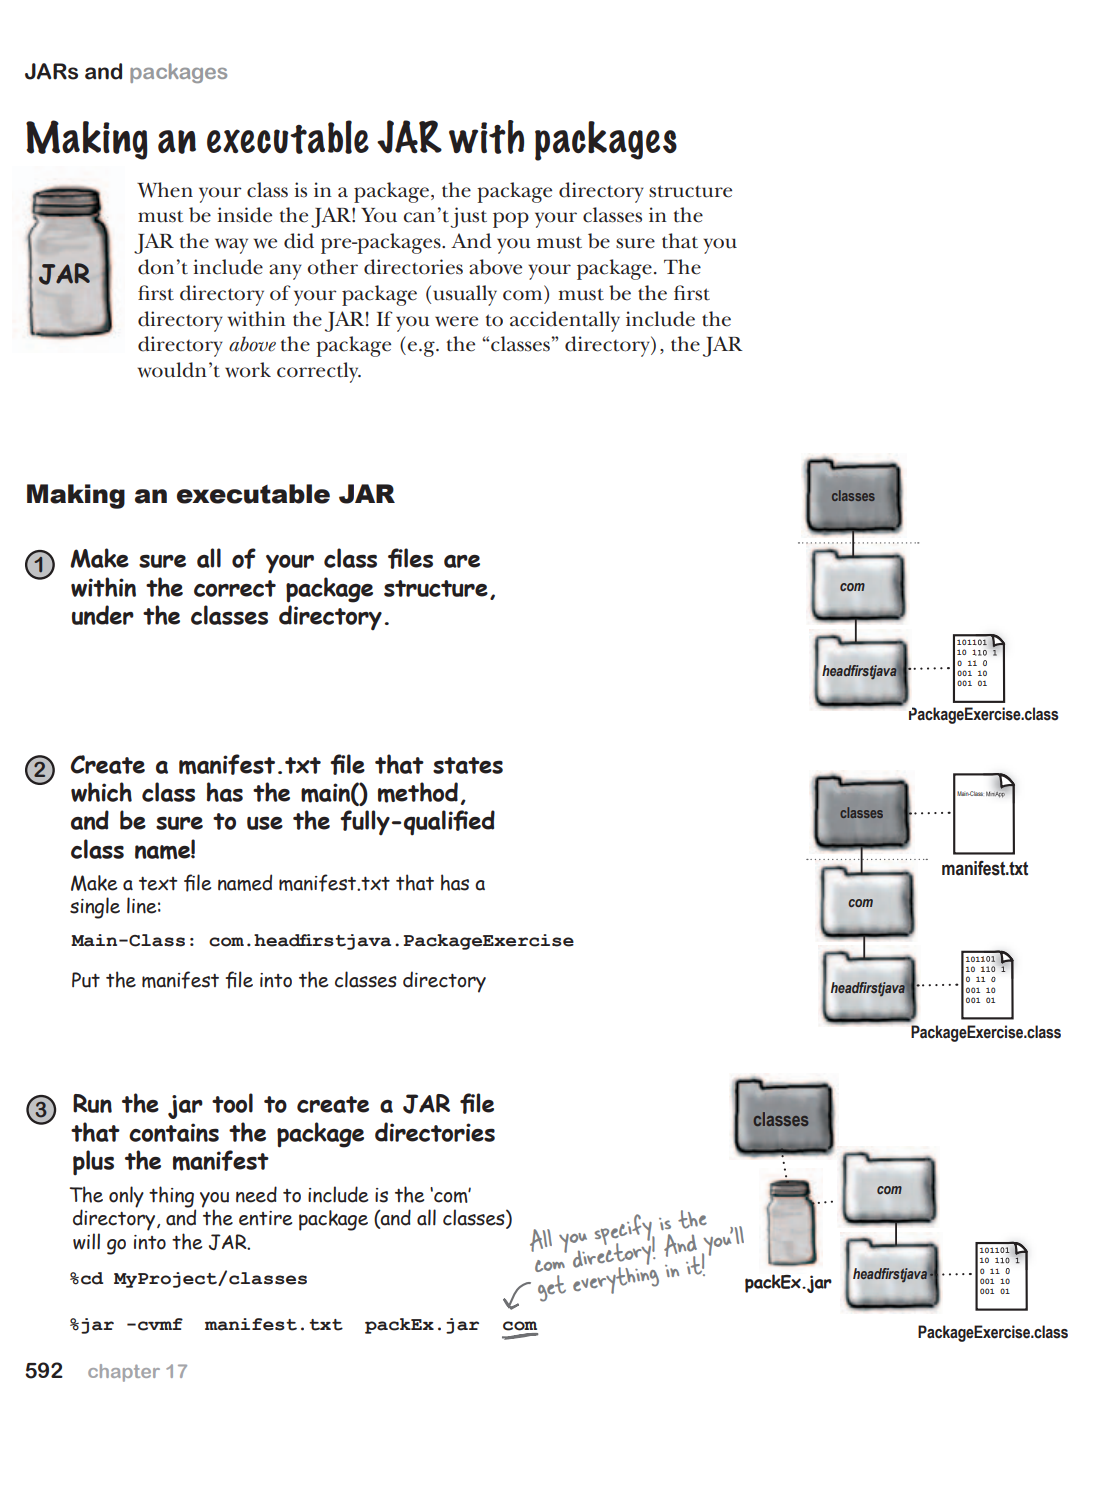 JARs and packages
Making an executable JAR with packages
JAR
When your class is in a package, the package directory structure
must be inside the JAR! You can't just pop your classes in the
JAR the way we did pre-packages. And you must be sure that you
don't include any other directories above your package. The
first directory of your package (usually com) must be the first
directory within the JAR! If you were to accidentally include the
directory above the package (e.g. the “classes” directory), the JAR
wouldn't work correctly.
Making an executable JAR
1 Make sure all of your class files are
within the correct package structure,
under the classes directory.
classes
com
headfirstjava
101101
10 110 1
0 11 0
001 10
001 01
PackageExercise.class
2 Create a manifest.txt file that states
which class has the main() method,
and be sure to use the fully-qualified
class name!
Make a text file named manifest.txt that has a
single line:
Main-Class: com.headfirstjava.PackageExercise
Put the manifest file into the classes directory
classes
Main-Class: MiniApp
manifest.txt
com
headfirstjava
101101
10 110 1
0 11 0
001 10
001 01
PackageExercise.class
3 Run the jar tool to create a JAR file
that contains the package directories
plus the manifest
The only thing you need to include is the 'com'
directory, and the entire package (and all classes)
will go into the JAR.
%cd MyProject/classes
%jar -cvmf manifest.txt packEx.jar com
All you specify is the
com directory! And you'll
get everything in it!
classes
packEx.jar
com
headfirstjava
101101
10 110 1
0 11 0
001 10
001 01
PackageExercise.class
592 chapter 17